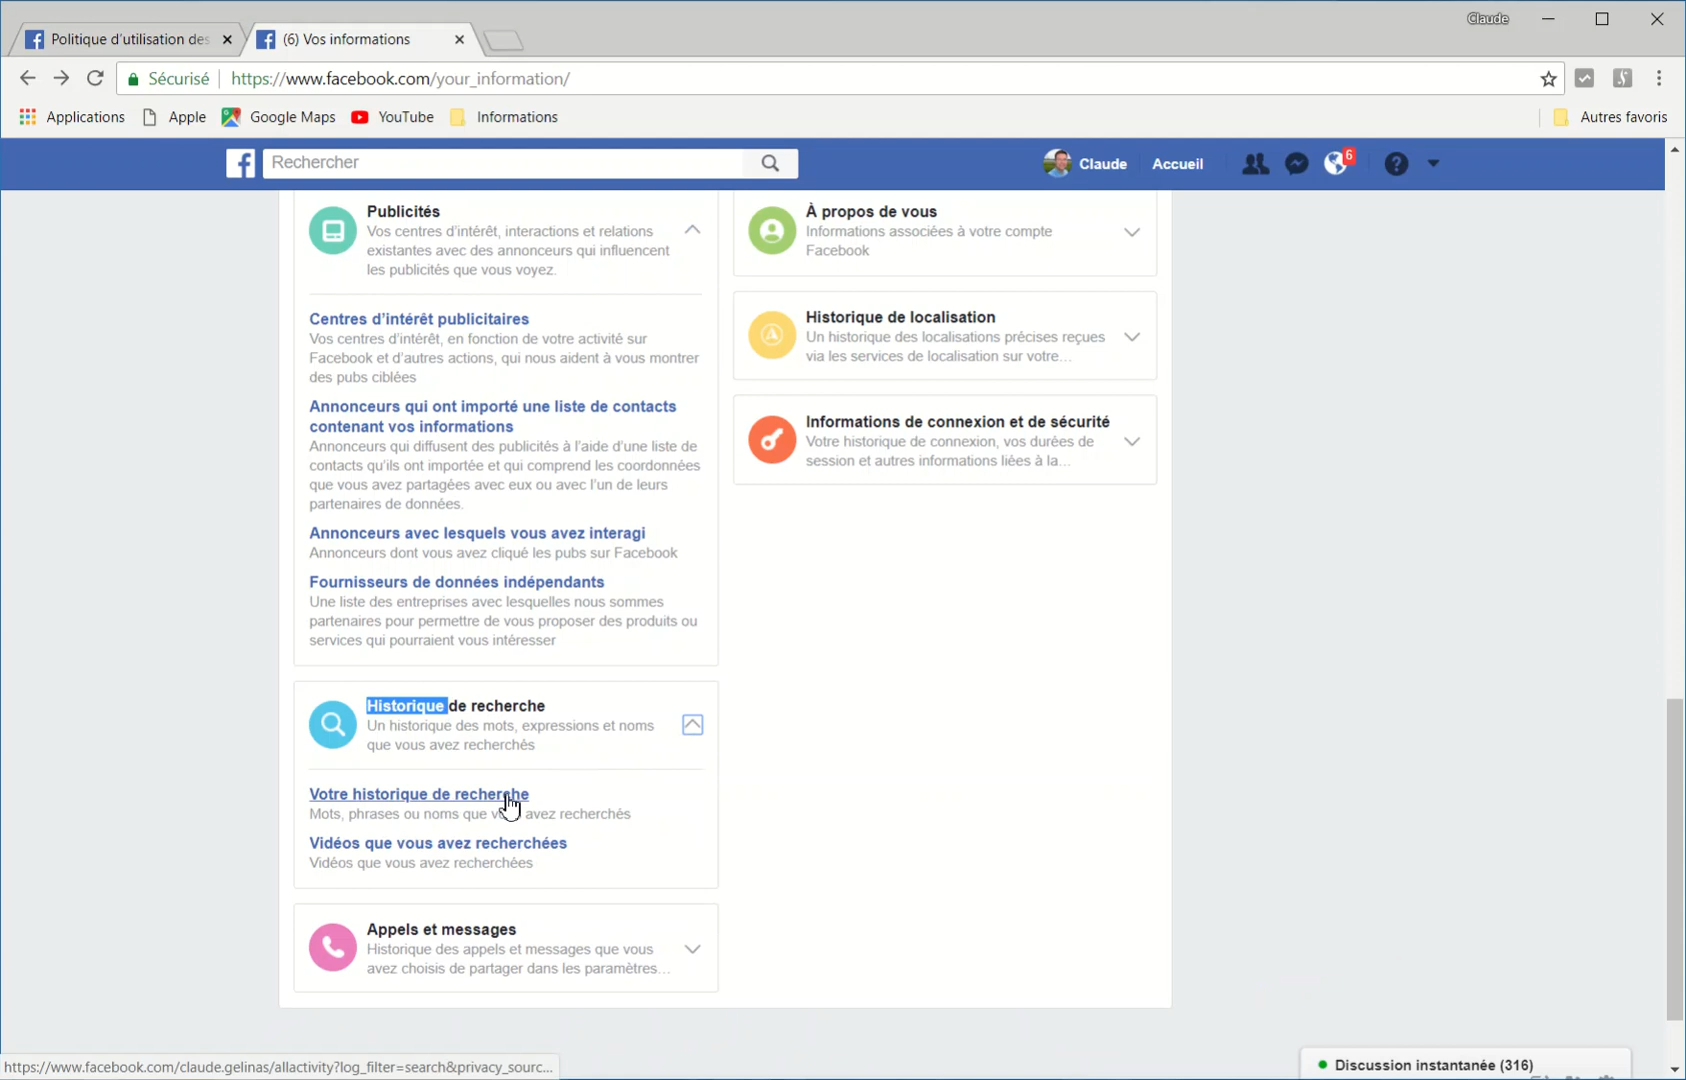 Claude
Politique d'utilisation des
(6) Vos informations
Sécurisé
https://www.facebook.com/your_information/
Applications
Apple
Google Maps
YouTube
Informations
Autres favoris
Rechercher
Claude
Accueil
6
Publicités
Vos centres d'intérêt, interactions et relations
existantes avec des annonceurs qui influencent
les publicités que vous voyez.
Centres d'intérêt publicitaires
Vos centres d'intérêt, en fonction de votre activité sur
Facebook et d'autres actions, qui nous aident à vous montrer
des pubs ciblées
Annonceurs qui ont importé une liste de contacts
contenant vos informations
Annonceurs qui diffusent des publicités à l'aide d'une liste de
contacts qu'ils ont importée et qui comprend les coordonnées
que vous avez partagées avec eux ou avec l'un de leurs
partenaires de données.
Annonceurs avec lesquels vous avez interagi
Annonceurs dont vous avez cliqué les pubs sur Facebook
Fournisseurs de données indépendants
Une liste des entreprises avec lesquelles nous sommes
partenaires pour permettre de vous proposer des produits ou
services qui pourraient vous intéresser
Historique de recherche
Un historique des mots, expressions et noms
que vous avez recherchés
Votre historique de recherche
Mots, phrases ou noms que vous avez recherchés
Vidéos que vous avez recherchées
Vidéos que vous avez recherchées
Appels et messages
Historique des appels et messages que vous
avez choisis de partager dans les paramètres...
À propos de vous
Informations associées à votre compte
Facebook
Historique de localisation
Un historique des localisations précises reçues
via les services de localisation sur votre...
Informations de connexion et de sécurité
Votre historique de connexion, vos durées de
session et autres informations liées à la...
https://www.facebook.com/claude.gelinas/allactivity?log_filter=search&privacy_sourc...
Discussion instantanée (316)